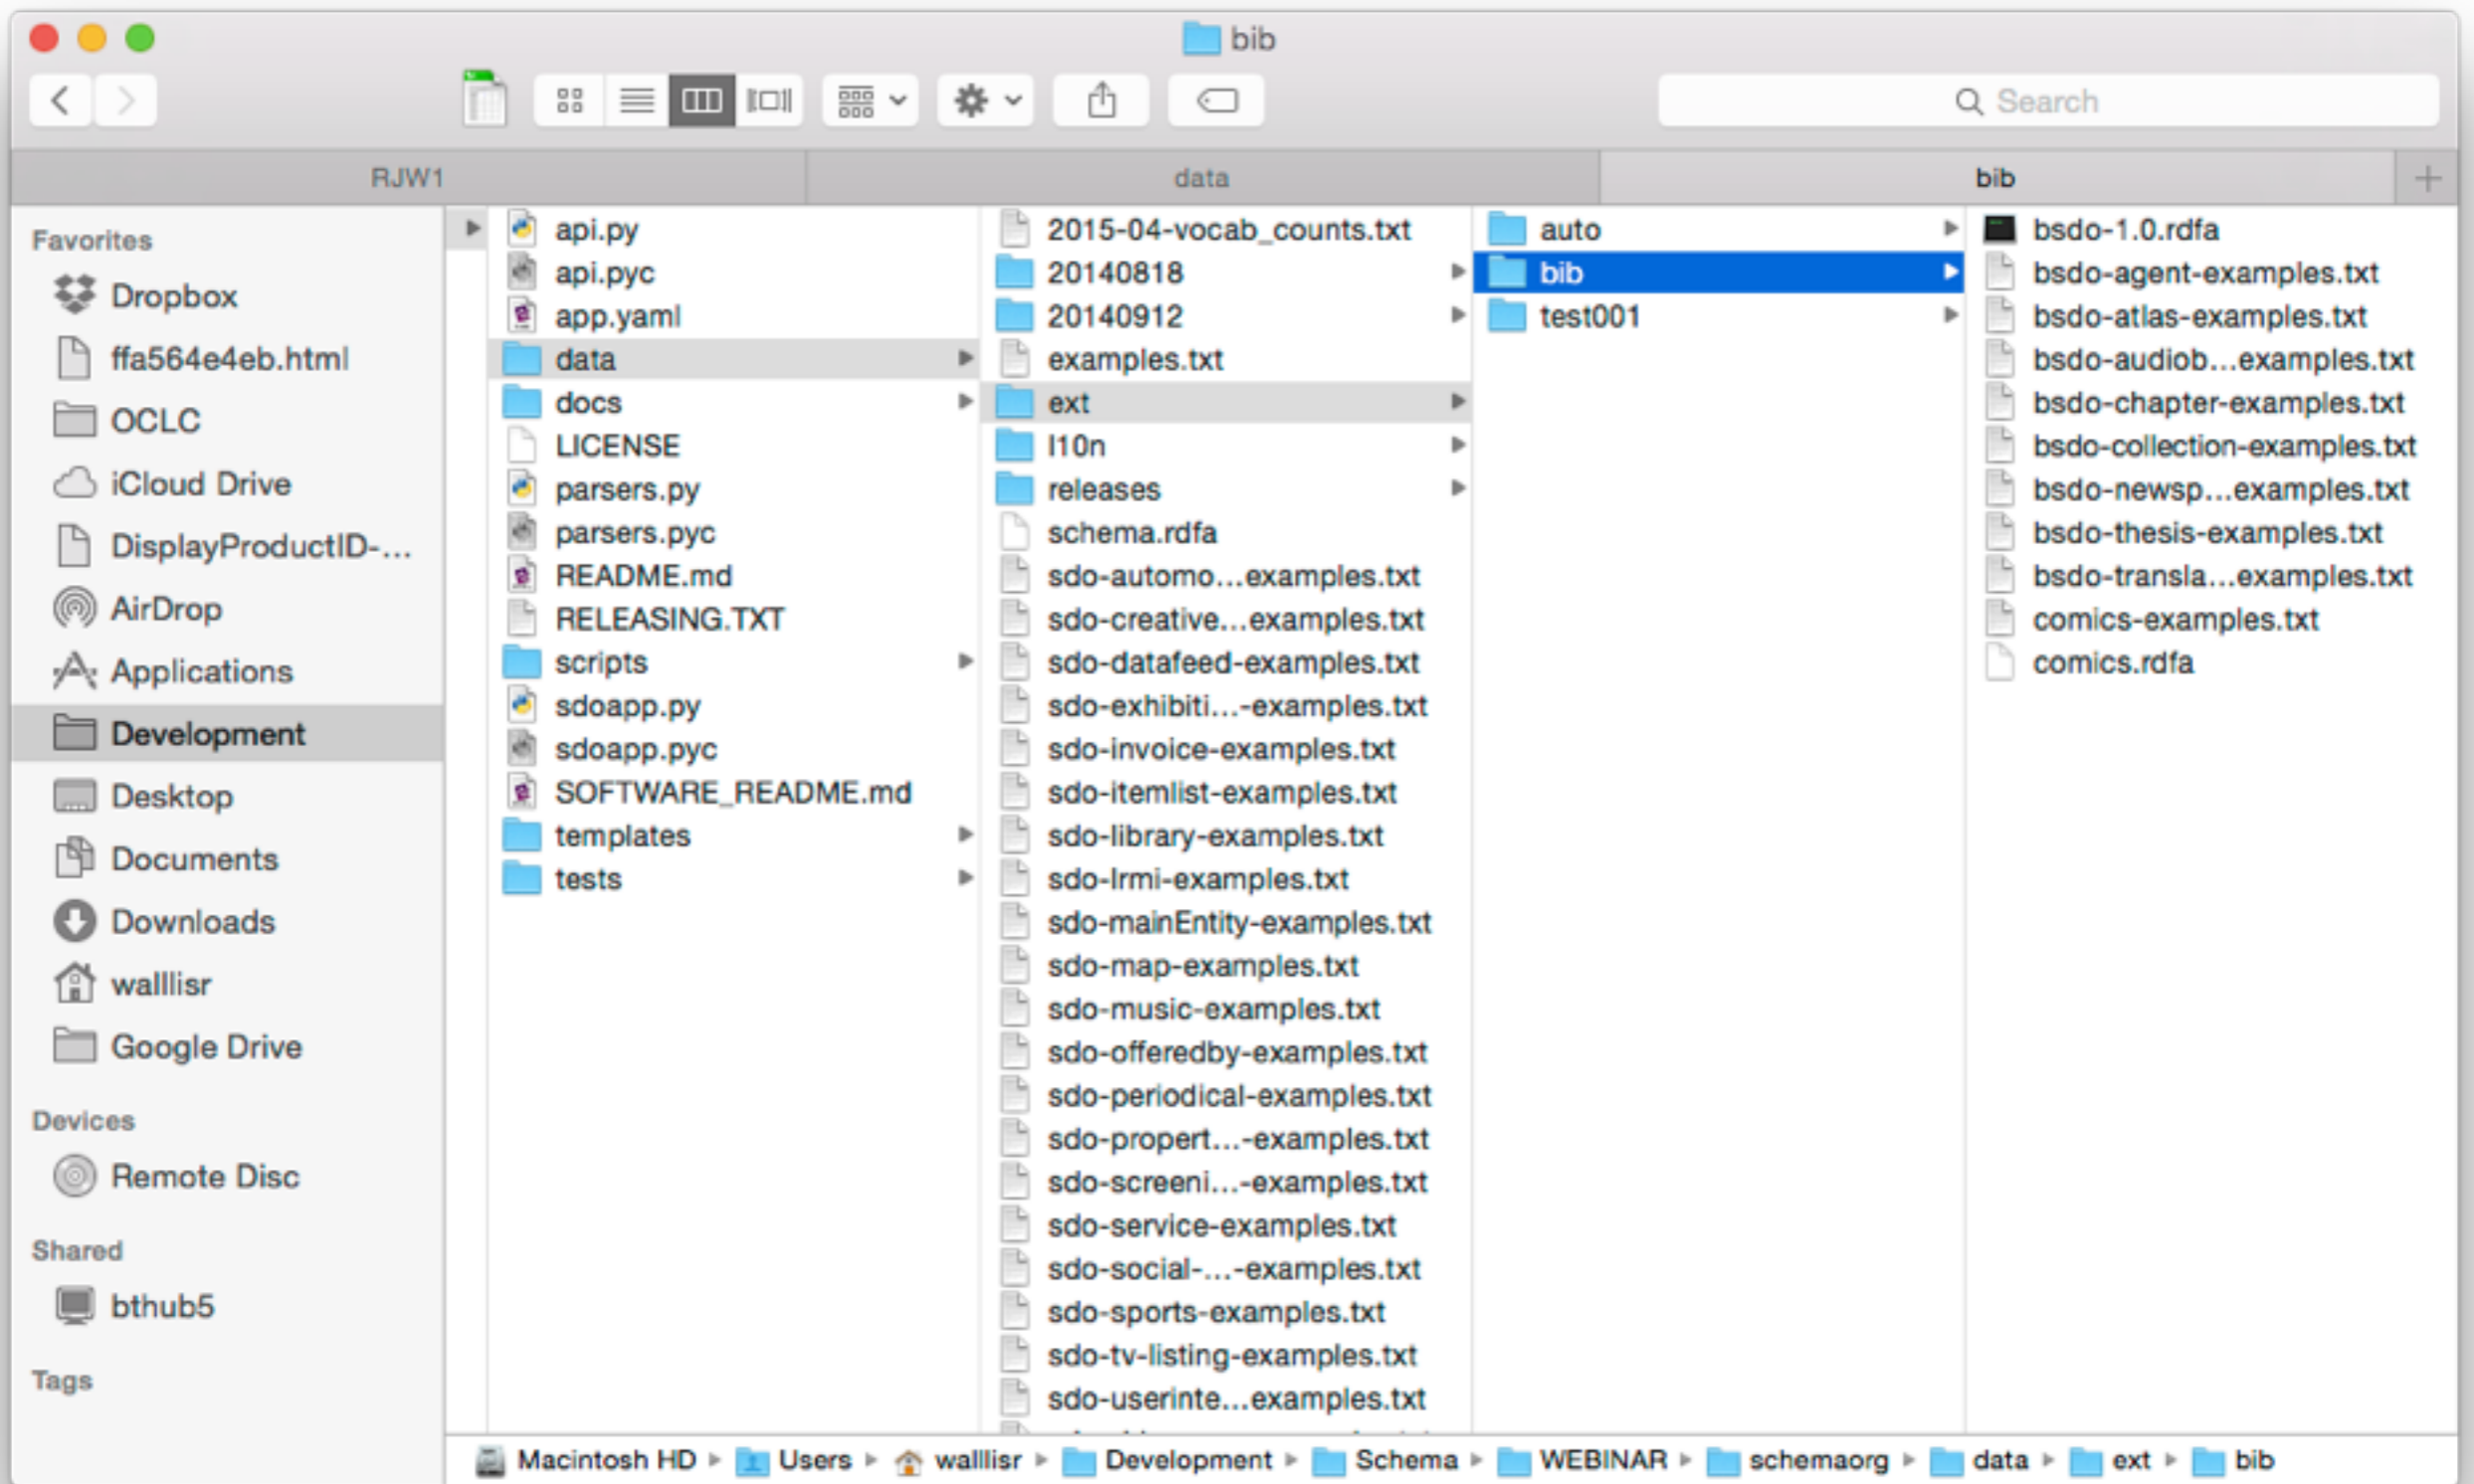 bib
Search
RJW1
data
bib
Favorites
Dropbox
ffa564e4eb.html
OCLC
iCloud Drive
DisplayProductID-...
AirDrop
Applications
Development
Desktop
Documents
Downloads
walllisr
Google Drive
Devices
Remote Disc
Shared
bthub5
Tags
api.py
api.pyc
app.yaml
data
docs
LICENSE
parsers.py
parsers.pyc
README.md
RELEASING.TXT
scripts
sdoapp.py
sdoapp.pyc
SOFTWARE_README.md
templates
tests
2015-04-vocab_counts.txt
20140818
20140912
examples.txt
ext
l10n
releases
schema.rdfa
sdo-automo...examples.txt
sdo-creative...examples.txt
sdo-datafeed-examples.txt
sdo-exhibiti...-examples.txt
sdo-invoice-examples.txt
sdo-itemlist-examples.txt
sdo-library-examples.txt
sdo-lrmi-examples.txt
sdo-mainEntity-examples.txt
sdo-map-examples.txt
sdo-music-examples.txt
sdo-offeredby-examples.txt
sdo-periodical-examples.txt
sdo-propert...-examples.txt
sdo-screeni...-examples.txt
sdo-service-examples.txt
sdo-social-...-examples.txt
sdo-sports-examples.txt
sdo-tv-listing-examples.txt
sdo-userinte...examples.txt
auto
bib
test001
bsdo-1.0.rdfa
bsdo-agent-examples.txt
bsdo-atlas-examples.txt
bsdo-audiob...examples.txt
bsdo-chapter-examples.txt
bsdo-collection-examples.txt
bsdo-newsp...examples.txt
bsdo-thesis-examples.txt
bsdo-transla...examples.txt
comics-examples.txt
comics.rdfa
Macintosh HD Users walllisr Development Schema WEBINAR schemaorg data ext bib